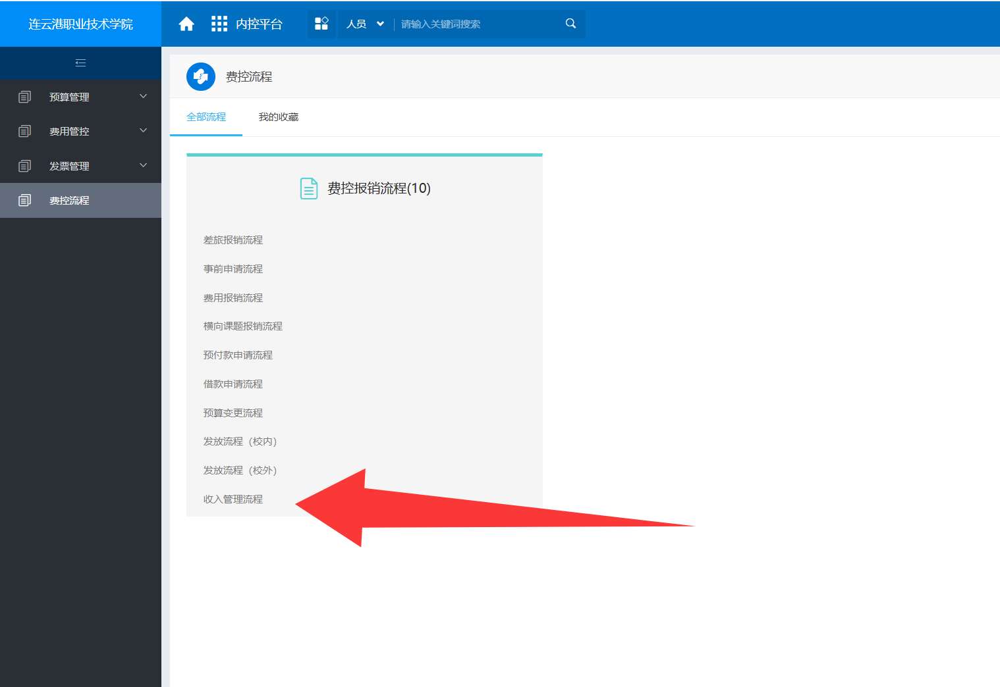 连云港职业技术学院
内控平台
人员
请输入关键词搜索
预算管理
费用管控
发票管理
费控流程
费控流程
全部流程
我的收藏
费控报销流程(10)
差旅报销流程
事前申请流程
费用报销流程
横向课题报销流程
预付款申请流程
借款申请流程
预算变更流程
发放流程（校内）
发放流程（校外）
收入管理流程